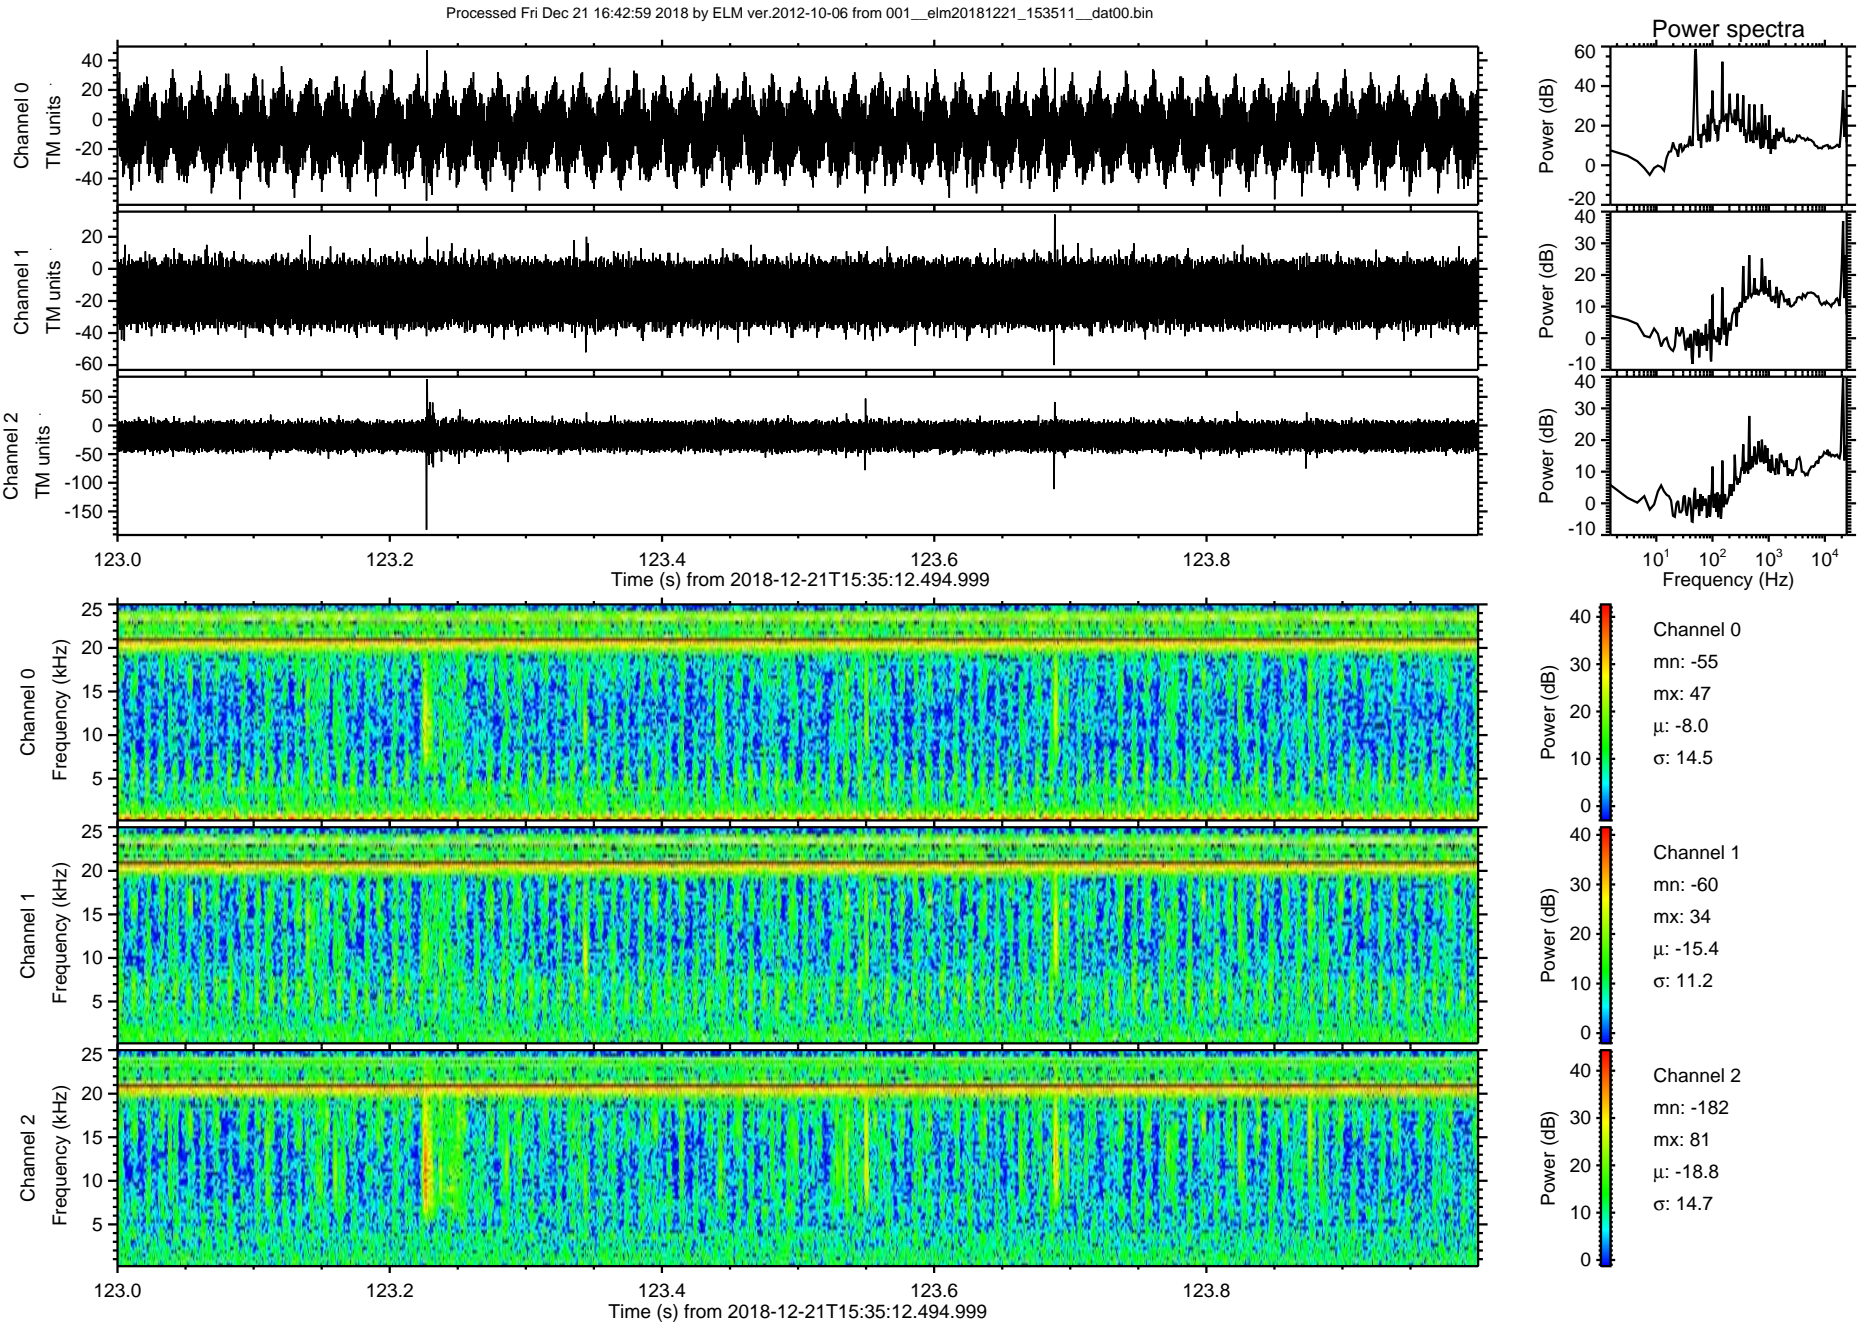 Processed Fri Dec 21 16:42:59 2018 by ELM ver.2012-10-06 from 001__elm20181221_153511__dat00.bin
Power spectra
Channel 0
TM units
40
20
0
-20
-40
Power (dB)
60
40
20
0
-20
Channel 1
TM units
20
0
-20
-40
-60
Power (dB)
40
30
20
10
0
-10
Channel 2
TM units
50
0
-50
-100
-150
Power (dB)
40
30
20
10
0
-10
123.0 123.2 123.4 123.6 123.8
Time (s) from 2018-12-21T15:35:12.494.999
10^1 10^2 10^3 10^4
Frequency (Hz)
Channel 0
Frequency (kHz)
25
20
15
10
5
Power (dB)
40
30
20
10
0
Channel 0
mn: -55
mx: 47
μ: -8.0
σ: 14.5
Channel 1
Frequency (kHz)
25
20
15
10
5
Power (dB)
40
30
20
10
0
Channel 1
mn: -60
mx: 34
μ: -15.4
σ: 11.2
Channel 2
Frequency (kHz)
25
20
15
10
5
Power (dB)
40
30
20
10
0
Channel 2
mn: -182
mx: 81
μ: -18.8
σ: 14.7
123.0 123.2 123.4 123.6 123.8
Time (s) from 2018-12-21T15:35:12.494.999